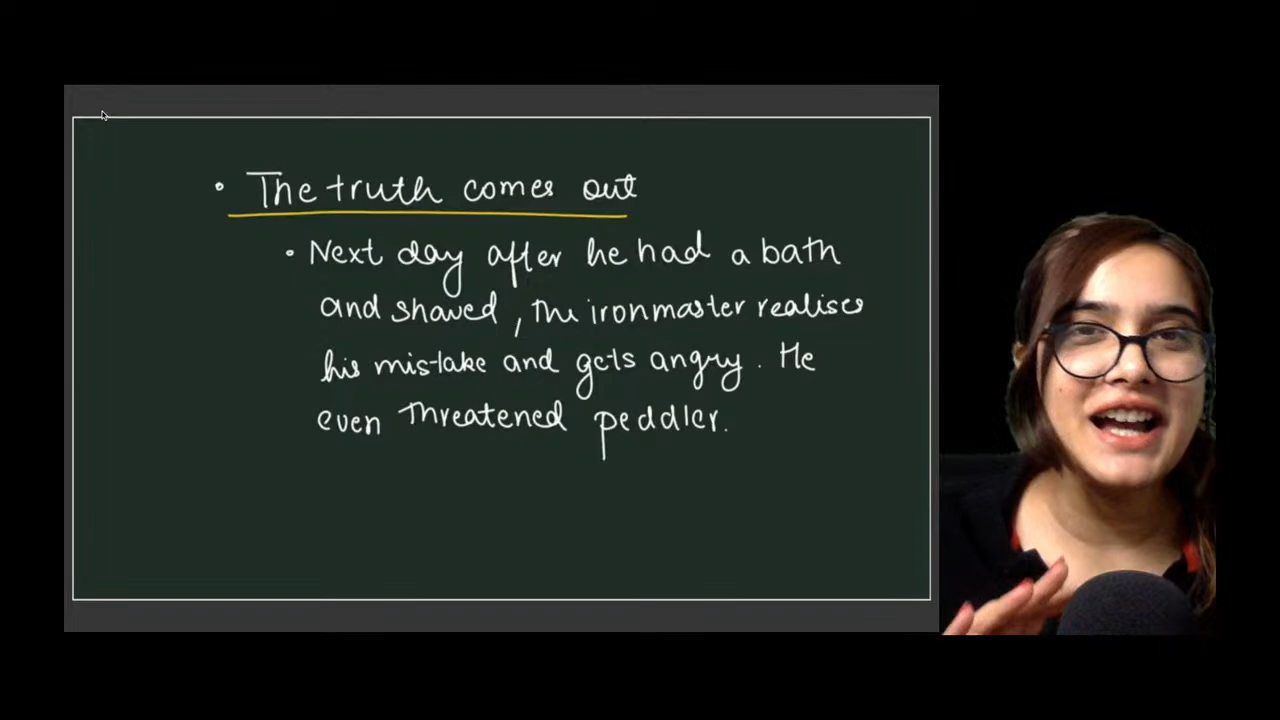 • The truth comes out
• Next day after he had a bath
and shaved, the ironmaster realises
his mistake and gets angry. He
even threatened peddler.